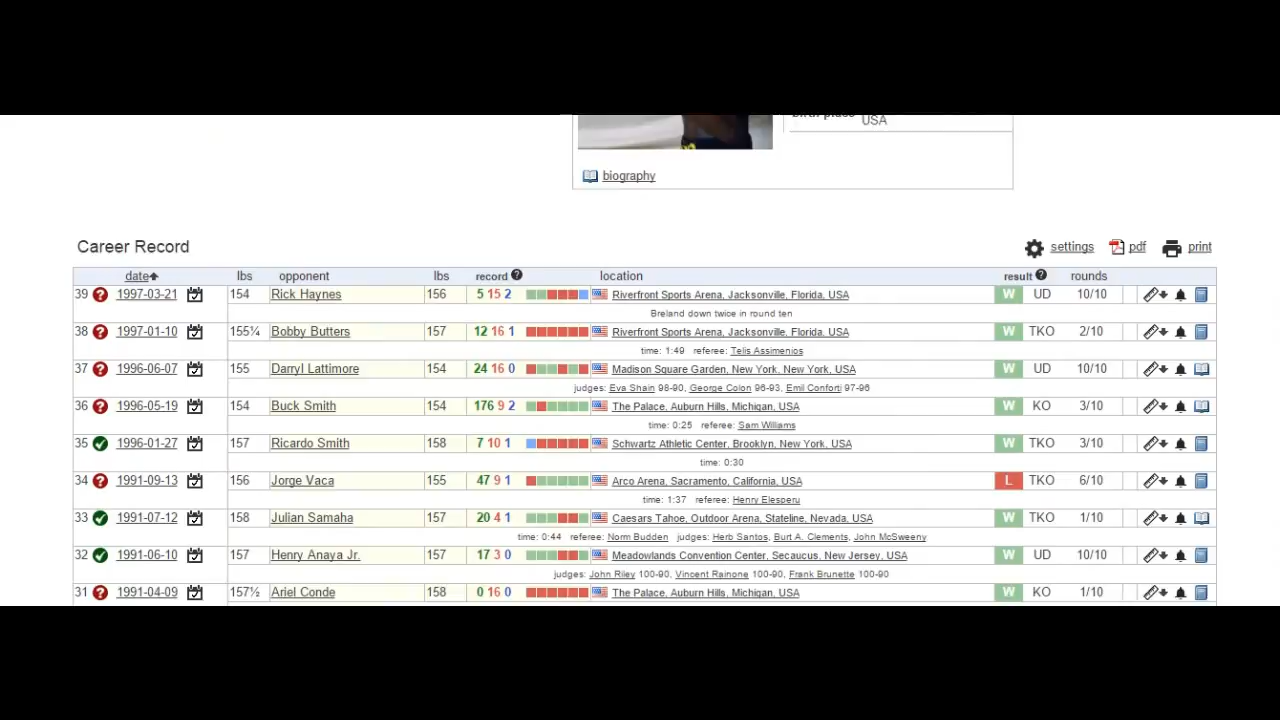 USA
biography
Career Record settings pdf print
date lbs opponent lbs record ? location result ? rounds
39 ? 1997-03-21 154 Rick Haynes 156 5 15 2 Riverfront Sports Arena, Jacksonville, Florida, USA W UD 10/10
Breland down twice in round ten
38 ? 1997-01-10 155¼ Bobby Butters 157 12 16 1 Riverfront Sports Arena, Jacksonville, Florida, USA W TKO 2/10
time: 1:49 referee: Telis Assimenios
37 ? 1996-06-07 155 Darryl Lattimore 154 24 16 0 Madison Square Garden, New York, New York, USA W UD 10/10
judges: Eva Shain 98-90, George Colon 96-93, Emil Conforti 97-96
36 ? 1996-05-19 154 Buck Smith 154 176 9 2 The Palace, Auburn Hills, Michigan, USA W KO 3/10
time: 0:25 referee: Sam Williams
35 1996-01-27 157 Ricardo Smith 158 7 10 1 Schwartz Athletic Center, Brooklyn, New York, USA W TKO 3/10
time: 0:30
34 ? 1991-09-13 156 Jorge Vaca 155 47 9 1 Arco Arena, Sacramento, California, USA L TKO 6/10
time: 1:37 referee: Henry Elesperu
33 1991-07-12 158 Julian Samaha 157 20 4 1 Caesars Tahoe, Outdoor Arena, Stateline, Nevada, USA W TKO 1/10
time: 0:44 referee: Norm Budden judges: Herb Santos, Burt A. Clements, John McSweeny
32 1991-06-10 157 Henry Anaya Jr. 157 17 3 0 Meadowlands Convention Center, Secaucus, New Jersey, USA W UD 10/10
judges: John Riley 100-90, Vincent Rainone 100-90, Frank Brunette 100-90
31 ? 1991-04-09 157½ Ariel Conde 158 0 16 0 The Palace, Auburn Hills, Michigan, USA W KO 1/10